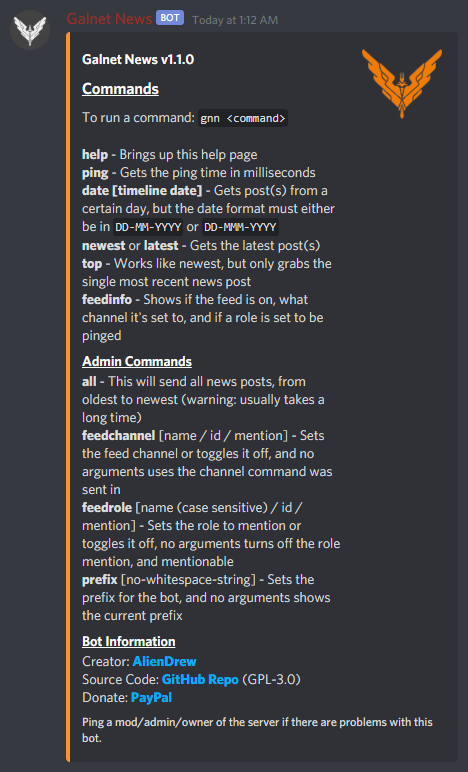 Galnet News BOT Today at 1:12 AM
Galnet News v1.1.0
Commands
To run a command: gnn <command>
help - Brings up this help page
ping - Gets the ping time in milliseconds
date [timeline date] - Gets post(s) from a
certain day, but the date format must either
be in DD-MM-YYYY or DD-MMM-YYYY
newest or latest - Gets the latest post(s)
top - Works like newest, but only grabs the
single most recent news post
feedinfo - Shows if the feed is on, what
channel it's set to, and if a role is set to be
pinged
Admin Commands
all - This will send all news posts, from
oldest to newest (warning: usually takes a
long time)
feedchannel [name / id / mention] - Sets
the feed channel or toggles it off, and no
arguments uses the channel command was
sent in
feedrole [name (case sensitive) / id /
mention] - Sets the role to mention or
toggles it off, no arguments turns off the role
mention, and mentionable
prefix [no-whitespace-string] - Sets the
prefix for the bot, and no arguments shows
the current prefix
Bot Information
Creator: AlienDrew
Source Code: GitHub Repo (GPL-3.0)
Donate: PayPal
Ping a mod/admin/owner of the server if there are problems with this
bot.